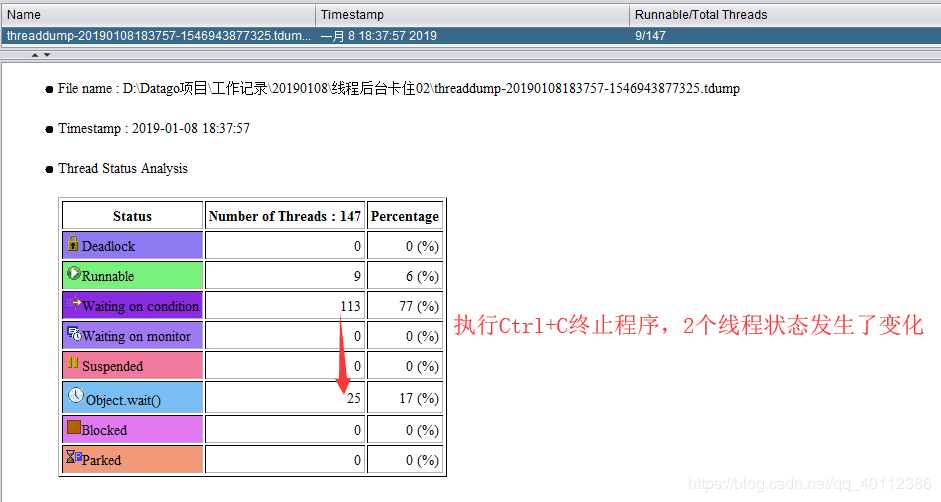 Name Timestamp Runnable/Total Threads
threaddump-20190108183757-1546943877325.tdum... 一月 8 18:37:57 2019 9/147
File name : D:\Datago项目\工作记录\20190108\线程后台卡住02\threaddump-20190108183757-1546943877325.tdump
Timestamp : 2019-01-08 18:37:57
Thread Status Analysis
Status Number of Threads : 147 Percentage
Deadlock 0 0 (%)
Runnable 9 6 (%)
Waiting on condition 113 77 (%)
Waiting on monitor 0 0 (%)
Suspended 0 0 (%)
Object.wait() 25 17 (%)
Blocked 0 0 (%)
Parked 0 0 (%)
执行Ctrl+C终止程序，2个线程状态发生了变化
https://blog.csdn.net/qq_40112386